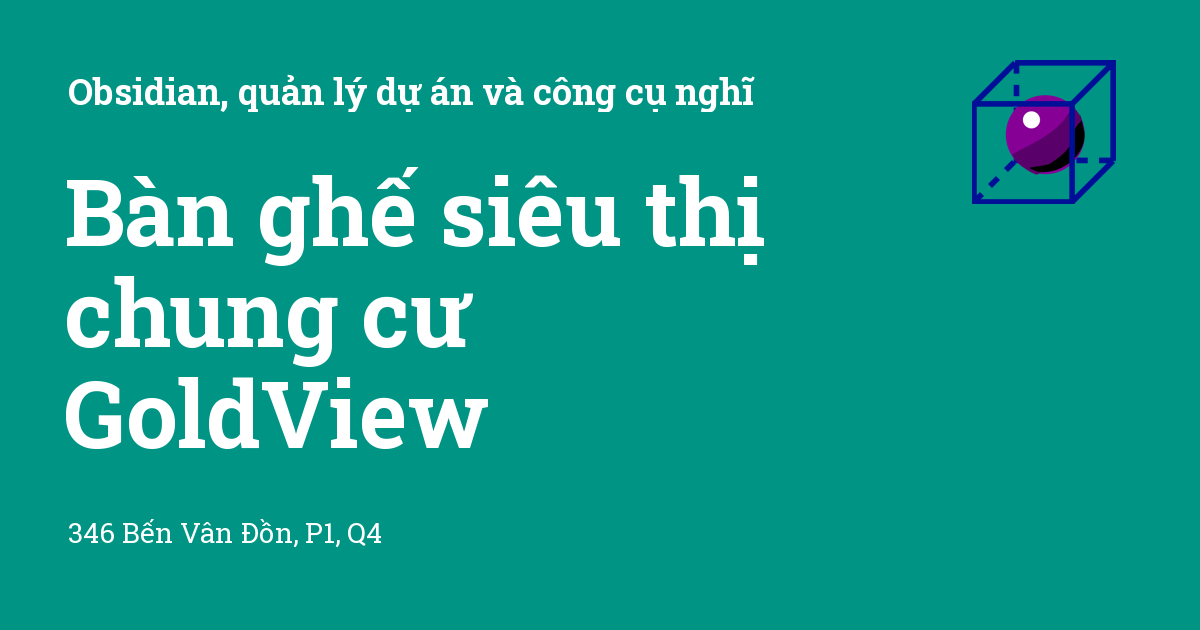 Obsidian, quản lý dự án và công cụ nghĩ
Bàn ghế siêu thị
chung cư
GoldView
346 Bến Vân Đồn, P1, Q4